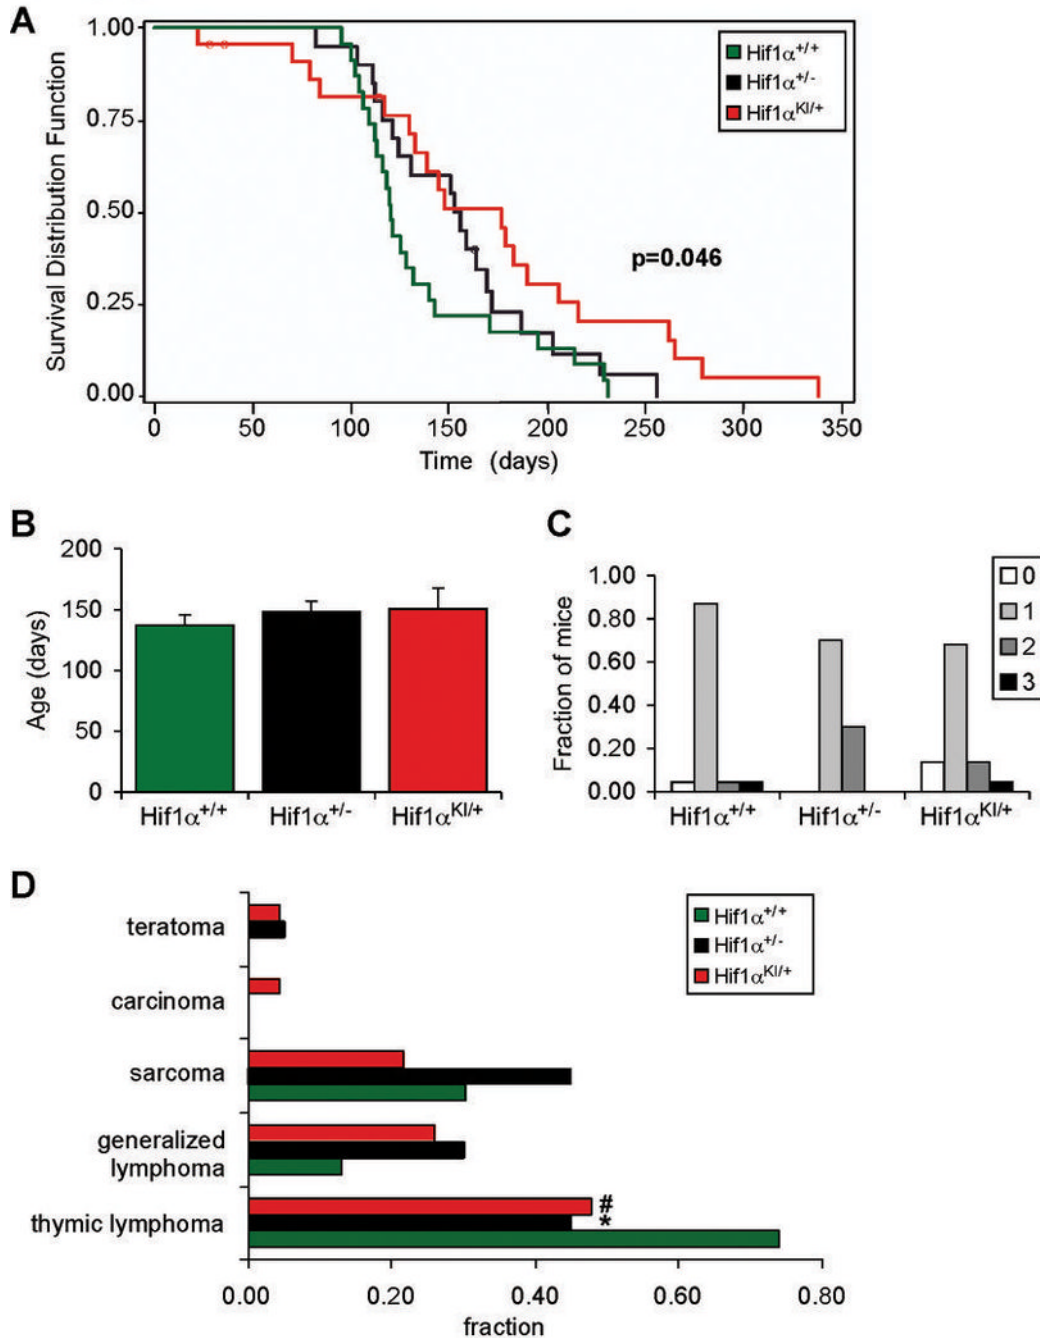 A
Survival Distribution Function
1.00
0.75
0.50
0.25
0.00
0 50 100 150 200 250 300 350
Time (days)
Hif1α+/+
Hif1α+/-
Hif1αKI/+
p=0.046
B
Age (days)
200
150
100
50
0
Hif1α+/+ Hif1α+/- Hif1αKI/+
C
Fraction of mice
1.00
0.80
0.60
0.40
0.20
0.00
Hif1α+/+ Hif1α+/- Hif1αKI/+
0
1
2
3
D
teratoma
carcinoma
sarcoma
generalized
lymphoma
thymic lymphoma
#
*
0.00 0.20 0.40 0.60 0.80
fraction
Hif1α+/+
Hif1α+/-
Hif1αKI/+